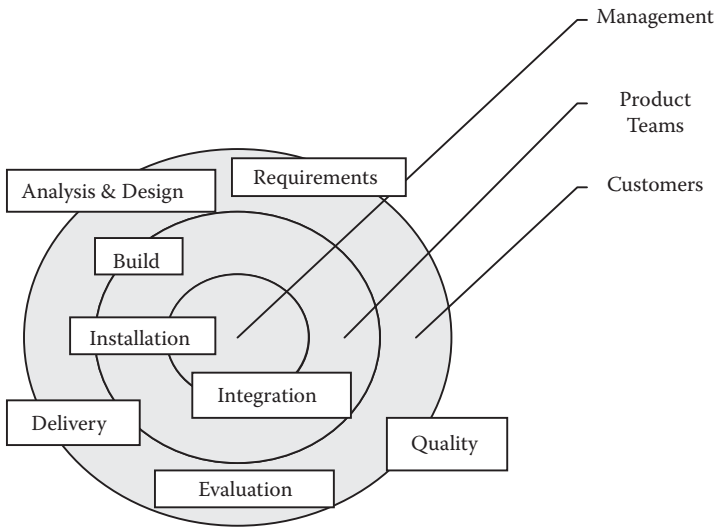 Management
Product
Teams
Customers
Requirements
Analysis & Design
Build
Installation
Integration
Delivery
Quality
Evaluation